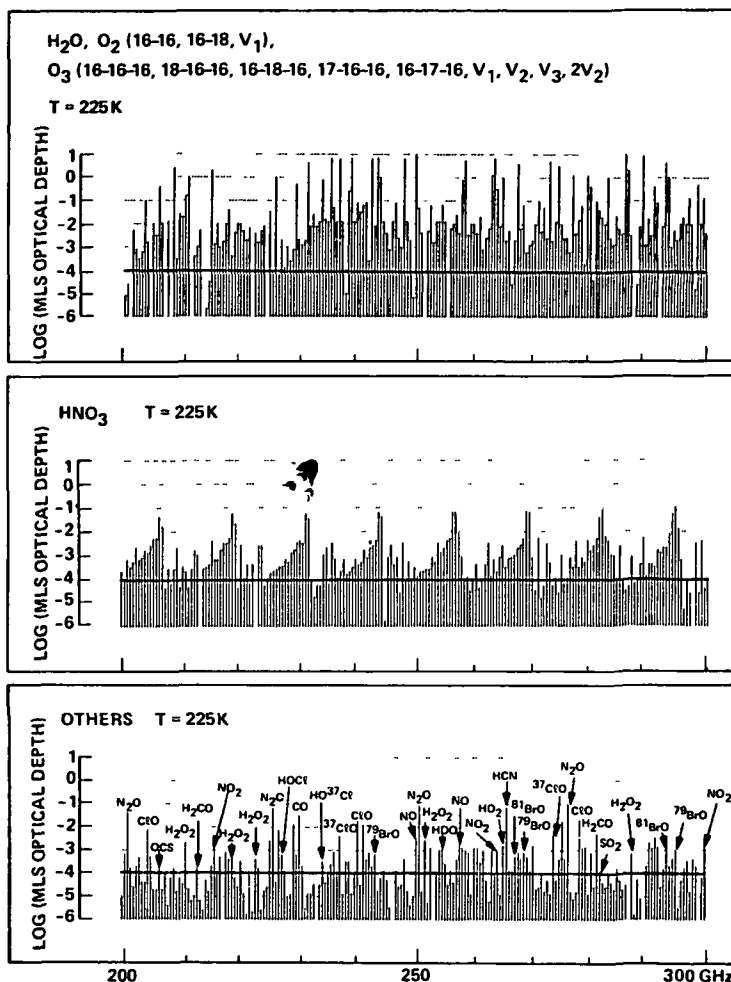 H2O, O2 (16-16, 16-18, V1),
O3 (16-16-16, 18-16-16, 16-18-16, 17-16-16, 16-17-16, V1, V2, V3, 2V2)
T = 225K
LOG (MLS OPTICAL DEPTH)
1
0
-1
-2
-3
-4
-5
-6
HNO3 T = 225K
LOG (MLS OPTICAL DEPTH)
1
0
-1
-2
-3
-4
-5
-6
OTHERS T = 225K
LOG (MLS OPTICAL DEPTH)
1
0
-1
-2
-3
-4
-5
-6
N2O
CℓO
OCS
H2O2
H2CO
NO2
H2O2
H2O2
N2C
HOCℓ
CO
HO37Cℓ
37CℓO
CℓO
79BrO
NO
N2O
H2O2
HDO
NO
NO2
HO2
HCN
81BrO
79BrO
37CℓO
N2O
CℓO
H2CO
SO2
H2O2
81BrO
79BrO
NO2
200 250 300 GHz